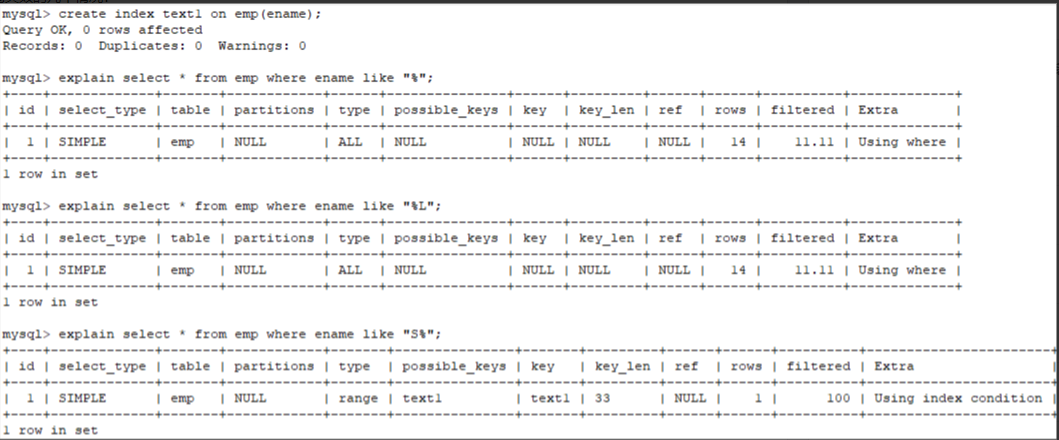 mysql> create index text1 on emp(ename);
Query OK, 0 rows affected
Records: 0  Duplicates: 0  Warnings: 0

mysql> explain select * from emp where ename like "%";
+----+-------------+-------+------------+------+---------------+------+---------+------+------+----------+-------------+
| id | select_type | table | partitions | type | possible_keys | key  | key_len | ref  | rows | filtered | Extra       |
+----+-------------+-------+------------+------+---------------+------+---------+------+------+----------+-------------+
|  1 | SIMPLE      | emp   | NULL       | ALL  | NULL          | NULL | NULL    | NULL |   14 |    11.11 | Using where |
+----+-------------+-------+------------+------+---------------+------+---------+------+------+----------+-------------+
1 row in set

mysql> explain select * from emp where ename like "%L";
+----+-------------+-------+------------+------+---------------+------+---------+------+------+----------+-------------+
| id | select_type | table | partitions | type | possible_keys | key  | key_len | ref  | rows | filtered | Extra       |
+----+-------------+-------+------------+------+---------------+------+---------+------+------+----------+-------------+
|  1 | SIMPLE      | emp   | NULL       | ALL  | NULL          | NULL | NULL    | NULL |   14 |    11.11 | Using where |
+----+-------------+-------+------------+------+---------------+------+---------+------+------+----------+-------------+
1 row in set

mysql> explain select * from emp where ename like "S%";
+----+-------------+-------+------------+-------+---------------+-------+---------+------+------+----------+-----------------------+
| id | select_type | table | partitions | type  | possible_keys | key   | key_len | ref  | rows | filtered | Extra                 |
+----+-------------+-------+------------+-------+---------------+-------+---------+------+------+----------+-----------------------+
|  1 | SIMPLE      | emp   | NULL       | range | text1         | text1 | 33      | NULL |    1 |      100 | Using index condition |
+----+-------------+-------+------------+-------+---------------+-------+---------+------+------+----------+-----------------------+
1 row in set